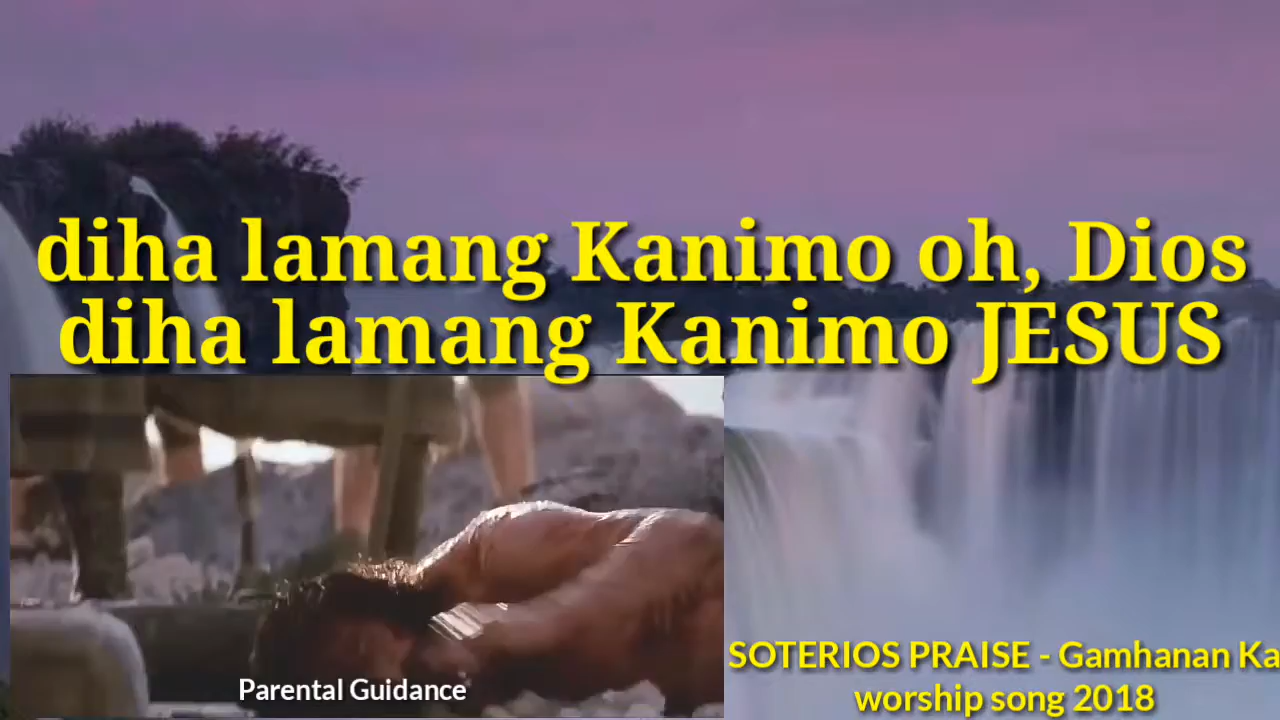 diha lamang Kanimo oh, Dios
diha lamang Kanimo JESUS
Parental Guidance
SOTERIOS PRAISE - Gamhanan Ka
worship song 2018